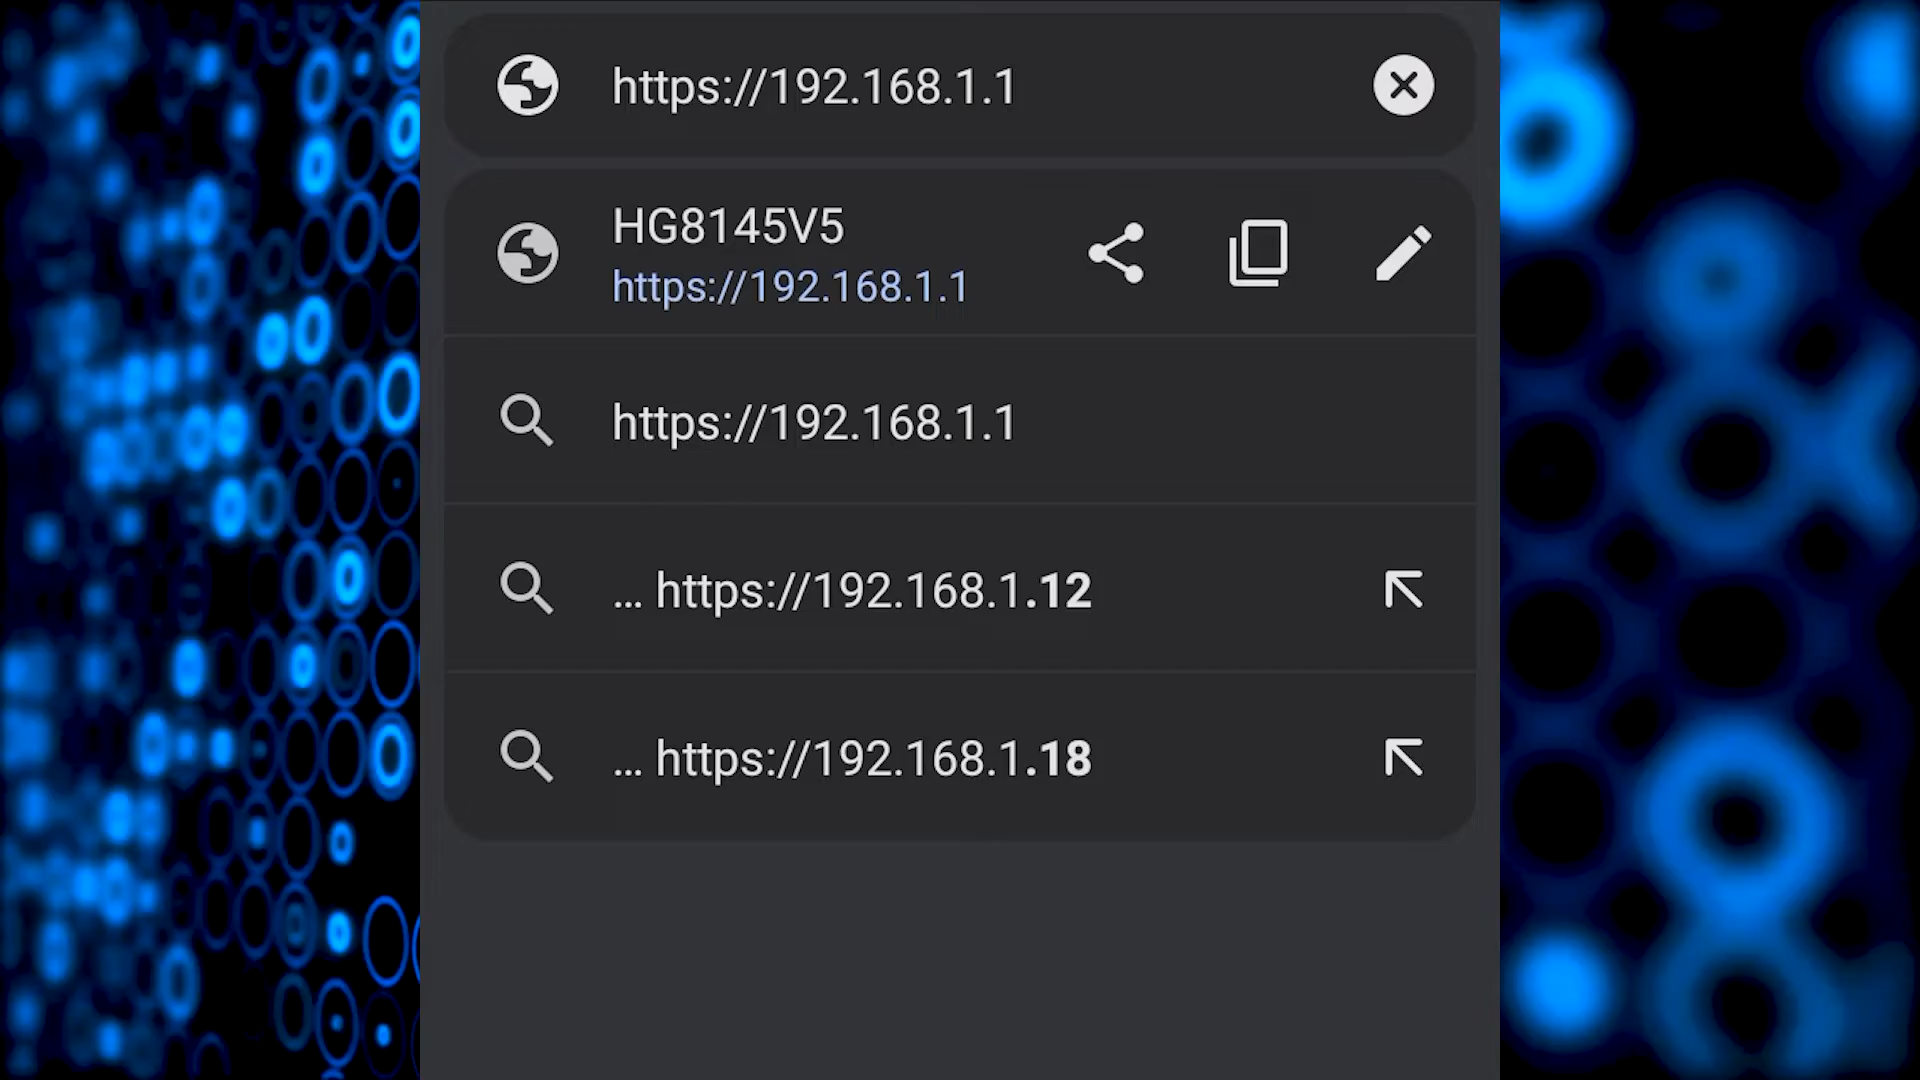 https://192.168.1.1
HG8145V5
https://192.168.1.1
https://192.168.1.1
... https://192.168.1.12
... https://192.168.1.18